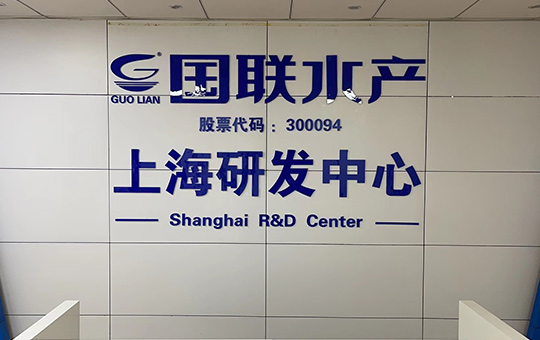 国联水产
GUO LIAN
股票代码：300094
上海研发中心
Shanghai R&D Center